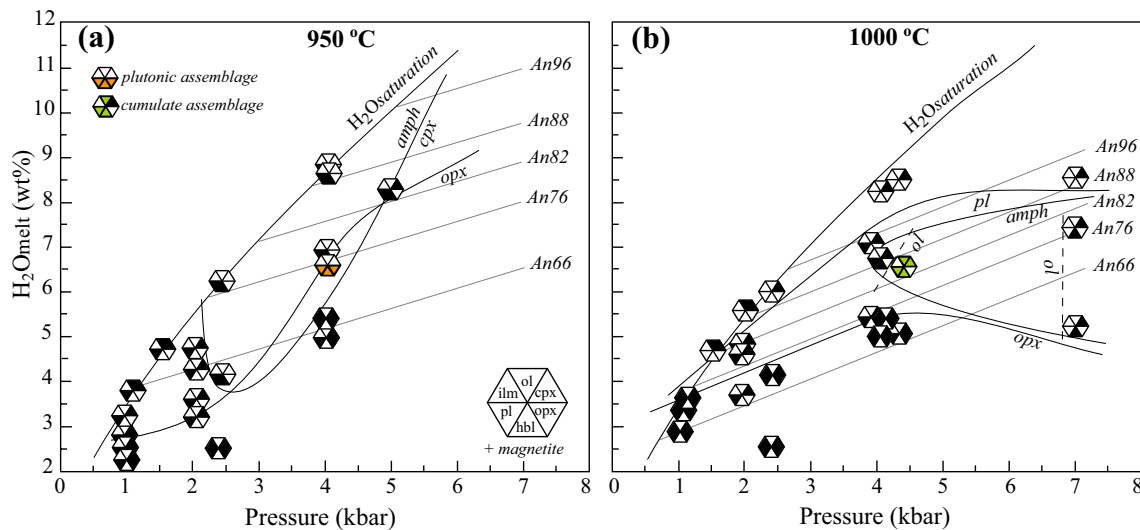 (a) 950 °C
plutonic assemblage
cumulate assemblage
H2Osaturation
An96
An88
An82
An76
An66
amph
cpx
opx
ol
ilm cpx
pl opx
hbl
+ magnetite
H2Omelt (wt%)
12
11
10
9
8
7
6
5
4
3
2
0 1 2 3 4 5 6 7 8
Pressure (kbar)
(b) 1000 °C
H2Osaturation
An96
An88
An82
An76
An66
pl
amph
ol
ol
opx
0 1 2 3 4 5 6 7 8
Pressure (kbar)